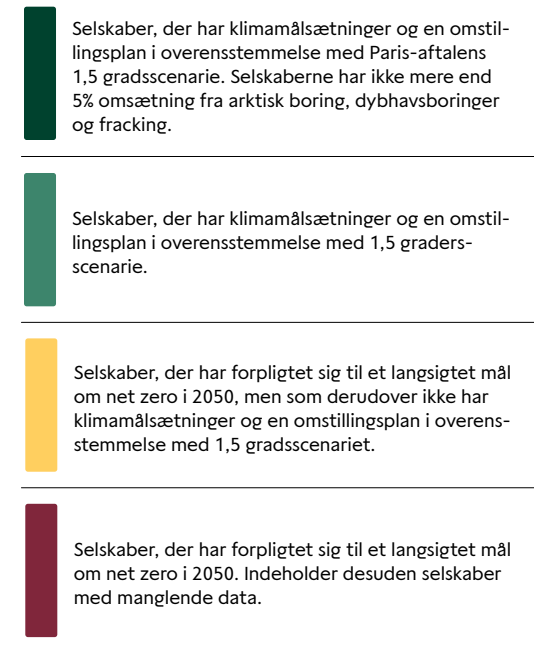 Selskaber, der har klimamålsætninger og en omstil-
lingsplan i overensstemmelse med Paris-aftalens
1,5 gradsscenarie. Selskaberne har ikke mere end
5% omsætning fra arktisk boring, dybhavsboringer
og fracking.
Selskaber, der har klimamålsætninger og en omstil-
lingsplan i overensstemmelse med 1,5 graders-
scenarie.
Selskaber, der har forpligtet sig til et langsigtet mål
om net zero i 2050, men som derudover ikke har
klimamålsætninger og en omstillingsplan i overens-
stemmelse med 1,5 gradsscenariet.
Selskaber, der har forpligtet sig til et langsigtet mål
om net zero i 2050. Indeholder desuden selskaber
med manglende data.